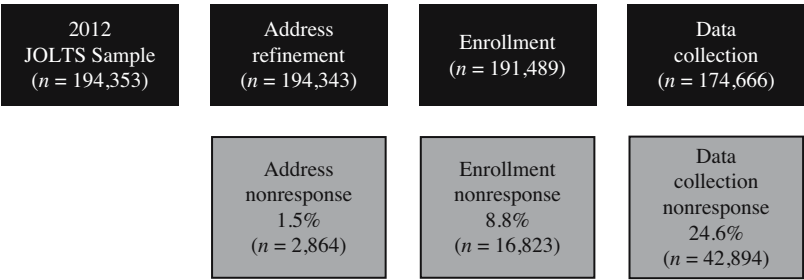 2012
JOLTS Sample
(n = 194,353)
Address
refinement
(n = 194,343)
Enrollment
(n = 191,489)
Data
collection
(n = 174,666)
Address
nonresponse
1.5%
(n = 2,864)
Enrollment
nonresponse
8.8%
(n = 16,823)
Data
collection
nonresponse
24.6%
(n = 42,894)